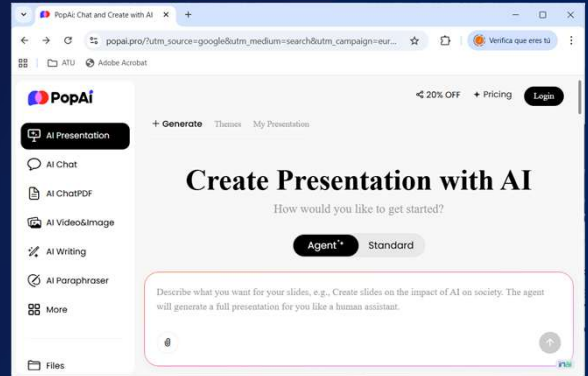 PopAi: Chat and Create with AI
popai.pro/?utm_source=google&utm_medium=search&utm_campaign=eur...
Verifica que eres tú
ATU
Adobe Acrobat
PopAi
20% OFF
Pricing
Login
AI Presentation
AI Chat
AI ChatPDF
AI Video&Image
AI Writing
AI Paraphraser
More
Files
+ Generate Themes My Presentation
Create Presentation with AI
How would you like to get started?
Agent Standard
Describe what you want for your slides, e.g., Create slides on the impact of AI on society. The agent
will generate a full presentation for you like a human assistant.